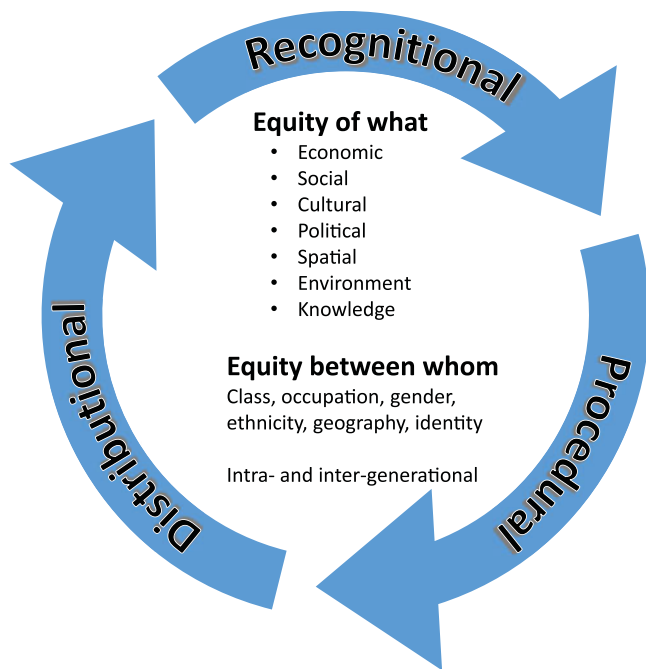 Recognitional
Equity of what
• Economic
• Social
• Cultural
• Political
• Spatial
• Environment
• Knowledge
Equity between whom
Class, occupation, gender,
ethnicity, geography, identity
Intra- and inter-generational
Procedural
Distributional